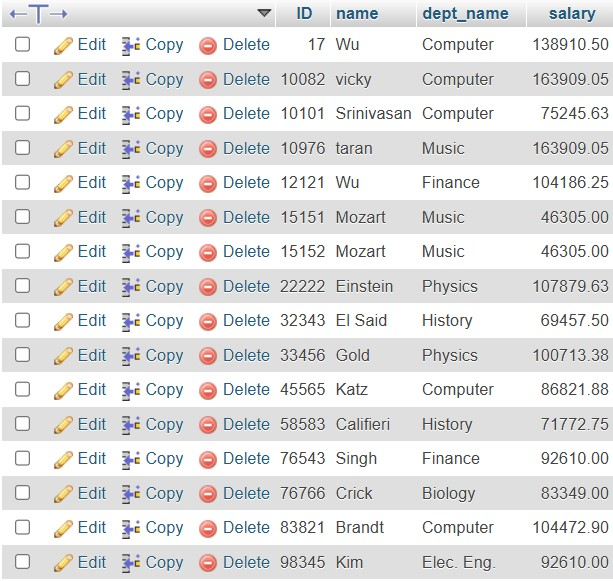 ID name dept_name salary
Edit Copy Delete 17 Wu Computer 138910.50
Edit Copy Delete 10082 vicky Computer 163909.05
Edit Copy Delete 10101 Srinivasan Computer 75245.63
Edit Copy Delete 10976 taran Music 163909.05
Edit Copy Delete 12121 Wu Finance 104186.25
Edit Copy Delete 15151 Mozart Music 46305.00
Edit Copy Delete 15152 Mozart Music 46305.00
Edit Copy Delete 22222 Einstein Physics 107879.63
Edit Copy Delete 32343 El Said History 69457.50
Edit Copy Delete 33456 Gold Physics 100713.38
Edit Copy Delete 45565 Katz Computer 86821.88
Edit Copy Delete 58583 Califieri History 71772.75
Edit Copy Delete 76543 Singh Finance 92610.00
Edit Copy Delete 76766 Crick Biology 83349.00
Edit Copy Delete 83821 Brandt Computer 104472.90
Edit Copy Delete 98345 Kim Elec. Eng. 92610.00